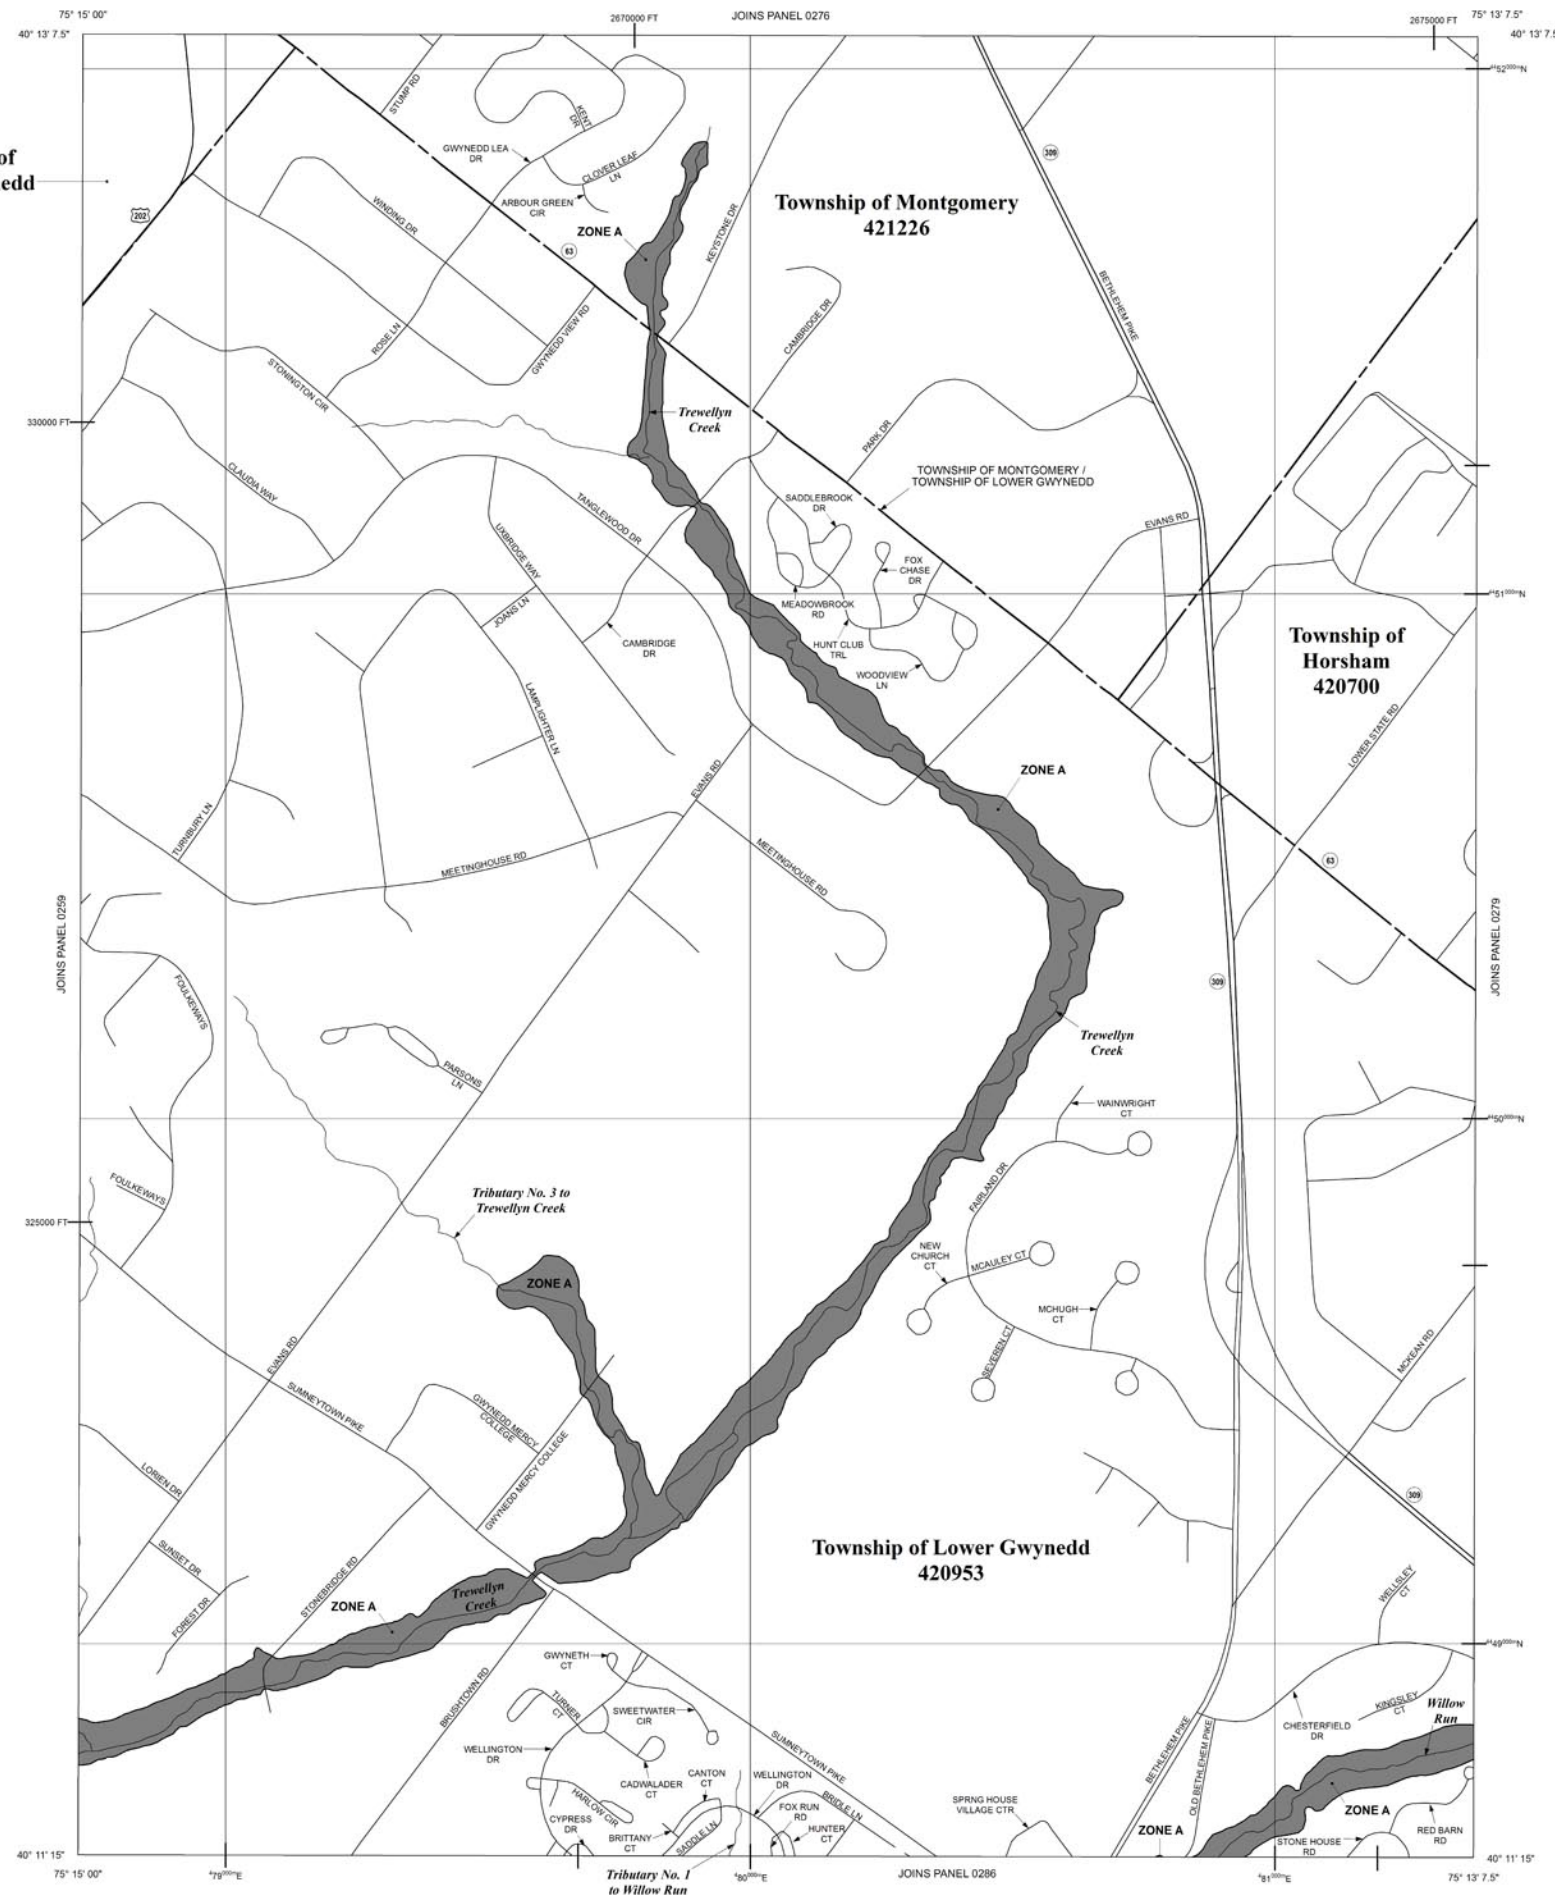 75° 15' 00"
2670000 FT
JOINS PANEL 0276
2675000 FT
75° 13' 7.5"
40° 13' 7.5"
40° 13' 7.5
⁴⁴52⁰⁰⁰ᵐN
STUMP RD
KENT
DR
GWYNEDD LEA
DR
CLOVER LEAF
LN
309
of
edd
202
WINDING DR
ARBOUR GREEN
CIR
ZONE A
63
KEYSTONE DR
Township of Montgomery
421226
BETHLEHEM PIKE
ROSE LN
GWYNEDD VIEW RD
CAMBRIDGE DR
STONINGTON CIR
330000 FT
Trewellyn
Creek
PARK DR
TOWNSHIP OF MONTGOMERY /
TOWNSHIP OF LOWER GWYNEDD
CLAUDIA WAY
TANGLEWOOD DR
SADDLEBROOK
DR
EVANS RD
UXBRIDGE WAY
FOX
CHASE
DR
JOANS LN
MEADOWBROOK
RD
⁴⁴51⁰⁰⁰ᵐN
CAMBRIDGE
DR
HUNT CLUB
TRL
WOODVIEW
LN
Township of
Horsham
420700
LAMPLIGHTER LN
LOWER STATE RD
EVANS RD
ZONE A
TURNBURY LN
MEETINGHOUSE RD
MEETINGHOUSE RD
63
JOINS PANEL 0259
JOINS PANEL 0279
FOULKEWAYS
309
Trewellyn
Creek
PARSONS
LN
WAINWRIGHT
CT
⁴⁴50⁰⁰⁰ᵐN
FOULKEWAYS
FAIRLAND DR
Tributary No. 3 to
Trewellyn Creek
325000 FT
NEW
CHURCH
CT
MCAULEY CT
ZONE A
MCHUGH
CT
EVANS RD
SEVEREN CT
MCKEAN RD
SUMNEYTOWN PIKE
GWYNEDD MERCY
COLLEGE
GWYNEDD MERCY COLLEGE
LORIEN DR
309
SUNSET DR
Township of Lower Gwynedd
420953
STONEBRIDGE RD
FOREST DR
ZONE A
Trewellyn
Creek
WELLSLEY
CT
⁴⁴49⁰⁰⁰ᵐN
GWYNETH
CT
BRUSHTOWN RD
TURNER
CT
SWEETWATER
CIR
KINGSLEY
CT
Willow
Run
CHESTERFIELD
DR
WELLINGTON
DR
SUMNEYTOWN PIKE
BETHLEHEM PIKE
OLD BETHLEHEM PIKE
CADWALADER
CT
CANTON
CT
WELLINGTON
DR
HARLOW CIR
BRIDLE LN
FOX RUN
RD
SPRNG HOUSE
VILLAGE CTR
CYPRESS
DR
BRITTANY
CT
SADDLE LN
HUNTER
CT
ZONE A
ZONE A
STONE HOUSE
RD
RED BARN
RD
40° 11' 15"
40° 11' 15"
75° 15' 00"
⁴79⁰⁰⁰ᵐE
Tributary No. 1
to Willow Run
⁴80⁰⁰⁰ᵐE
JOINS PANEL 0286
⁴81⁰⁰⁰ᵐE
75° 13' 7.5"